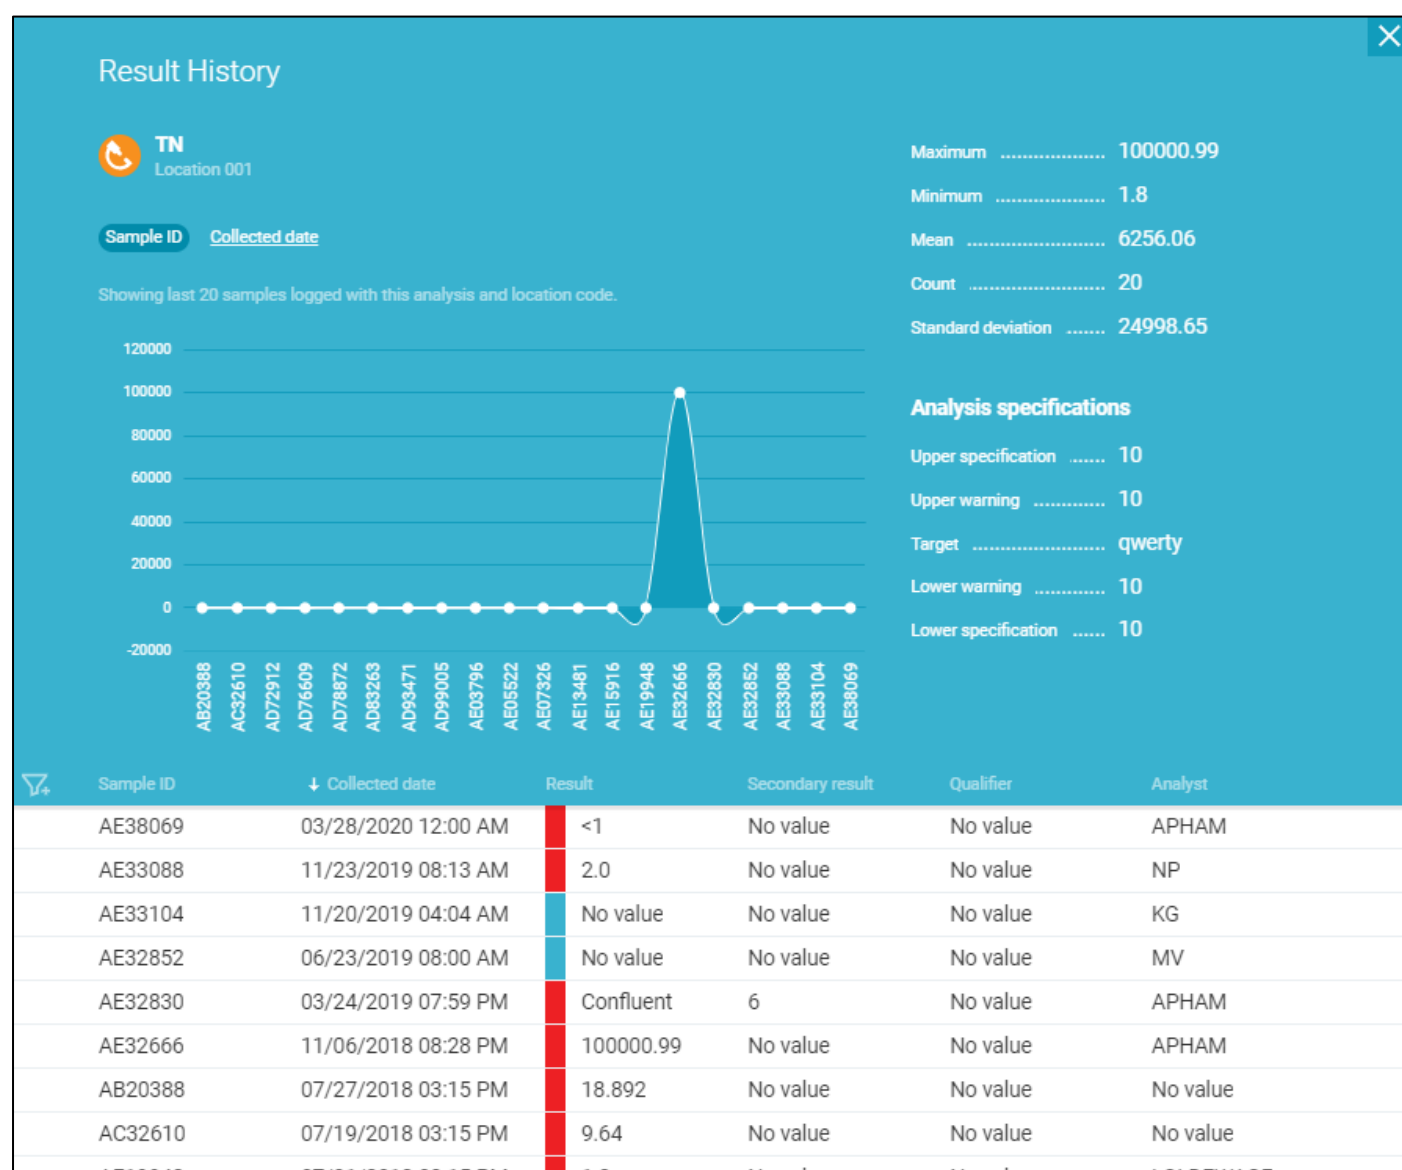 Result History
TN
Location 001
Sample ID Collected date
Showing last 20 samples logged with this analysis and location code.
Maximum ................... 100000.99
Minimum .................... 1.8
Mean ......................... 6256.06
Count ......................... 20
Standard deviation ....... 24998.65
Analysis specifications
Upper specification ....... 10
Upper warning ............. 10
Target ........................ qwerty
Lower warning ............. 10
Lower specification ...... 10
120000
100000
80000
60000
40000
20000
0
-20000
AB20388
AC32610
AD72912
AD76609
AD78872
AD83263
AD93471
AD99005
AE03796
AE05522
AE07326
AE13481
AE15916
AE19948
AE32666
AE32830
AE32852
AE33088
AE33104
AE38069
Sample ID Collected date Result Secondary result Qualifier Analyst
AE38069 03/28/2020 12:00 AM <1 No value No value APHAM
AE33088 11/23/2019 08:13 AM 2.0 No value No value NP
AE33104 11/20/2019 04:04 AM No value No value No value KG
AE32852 06/23/2019 08:00 AM No value No value No value MV
AE32830 03/24/2019 07:59 PM Confluent 6 No value APHAM
AE32666 11/06/2018 08:28 PM 100000.99 No value No value APHAM
AB20388 07/27/2018 03:15 PM 18.892 No value No value No value
AC32610 07/19/2018 03:15 PM 9.64 No value No value No value